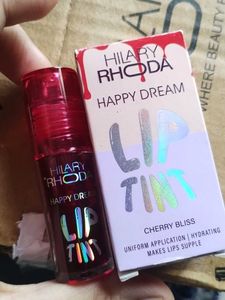 HILARY
RHODA
HAPPY DREAM
LIP
TINT
CHERRY BLISS
UNIFORM APPLICATION | HYDRATING
MAKES LIPS SUPPLE
HILARY
RHODA
HAPPY DREAM
LIP
TINT
WHERE BEAUTY